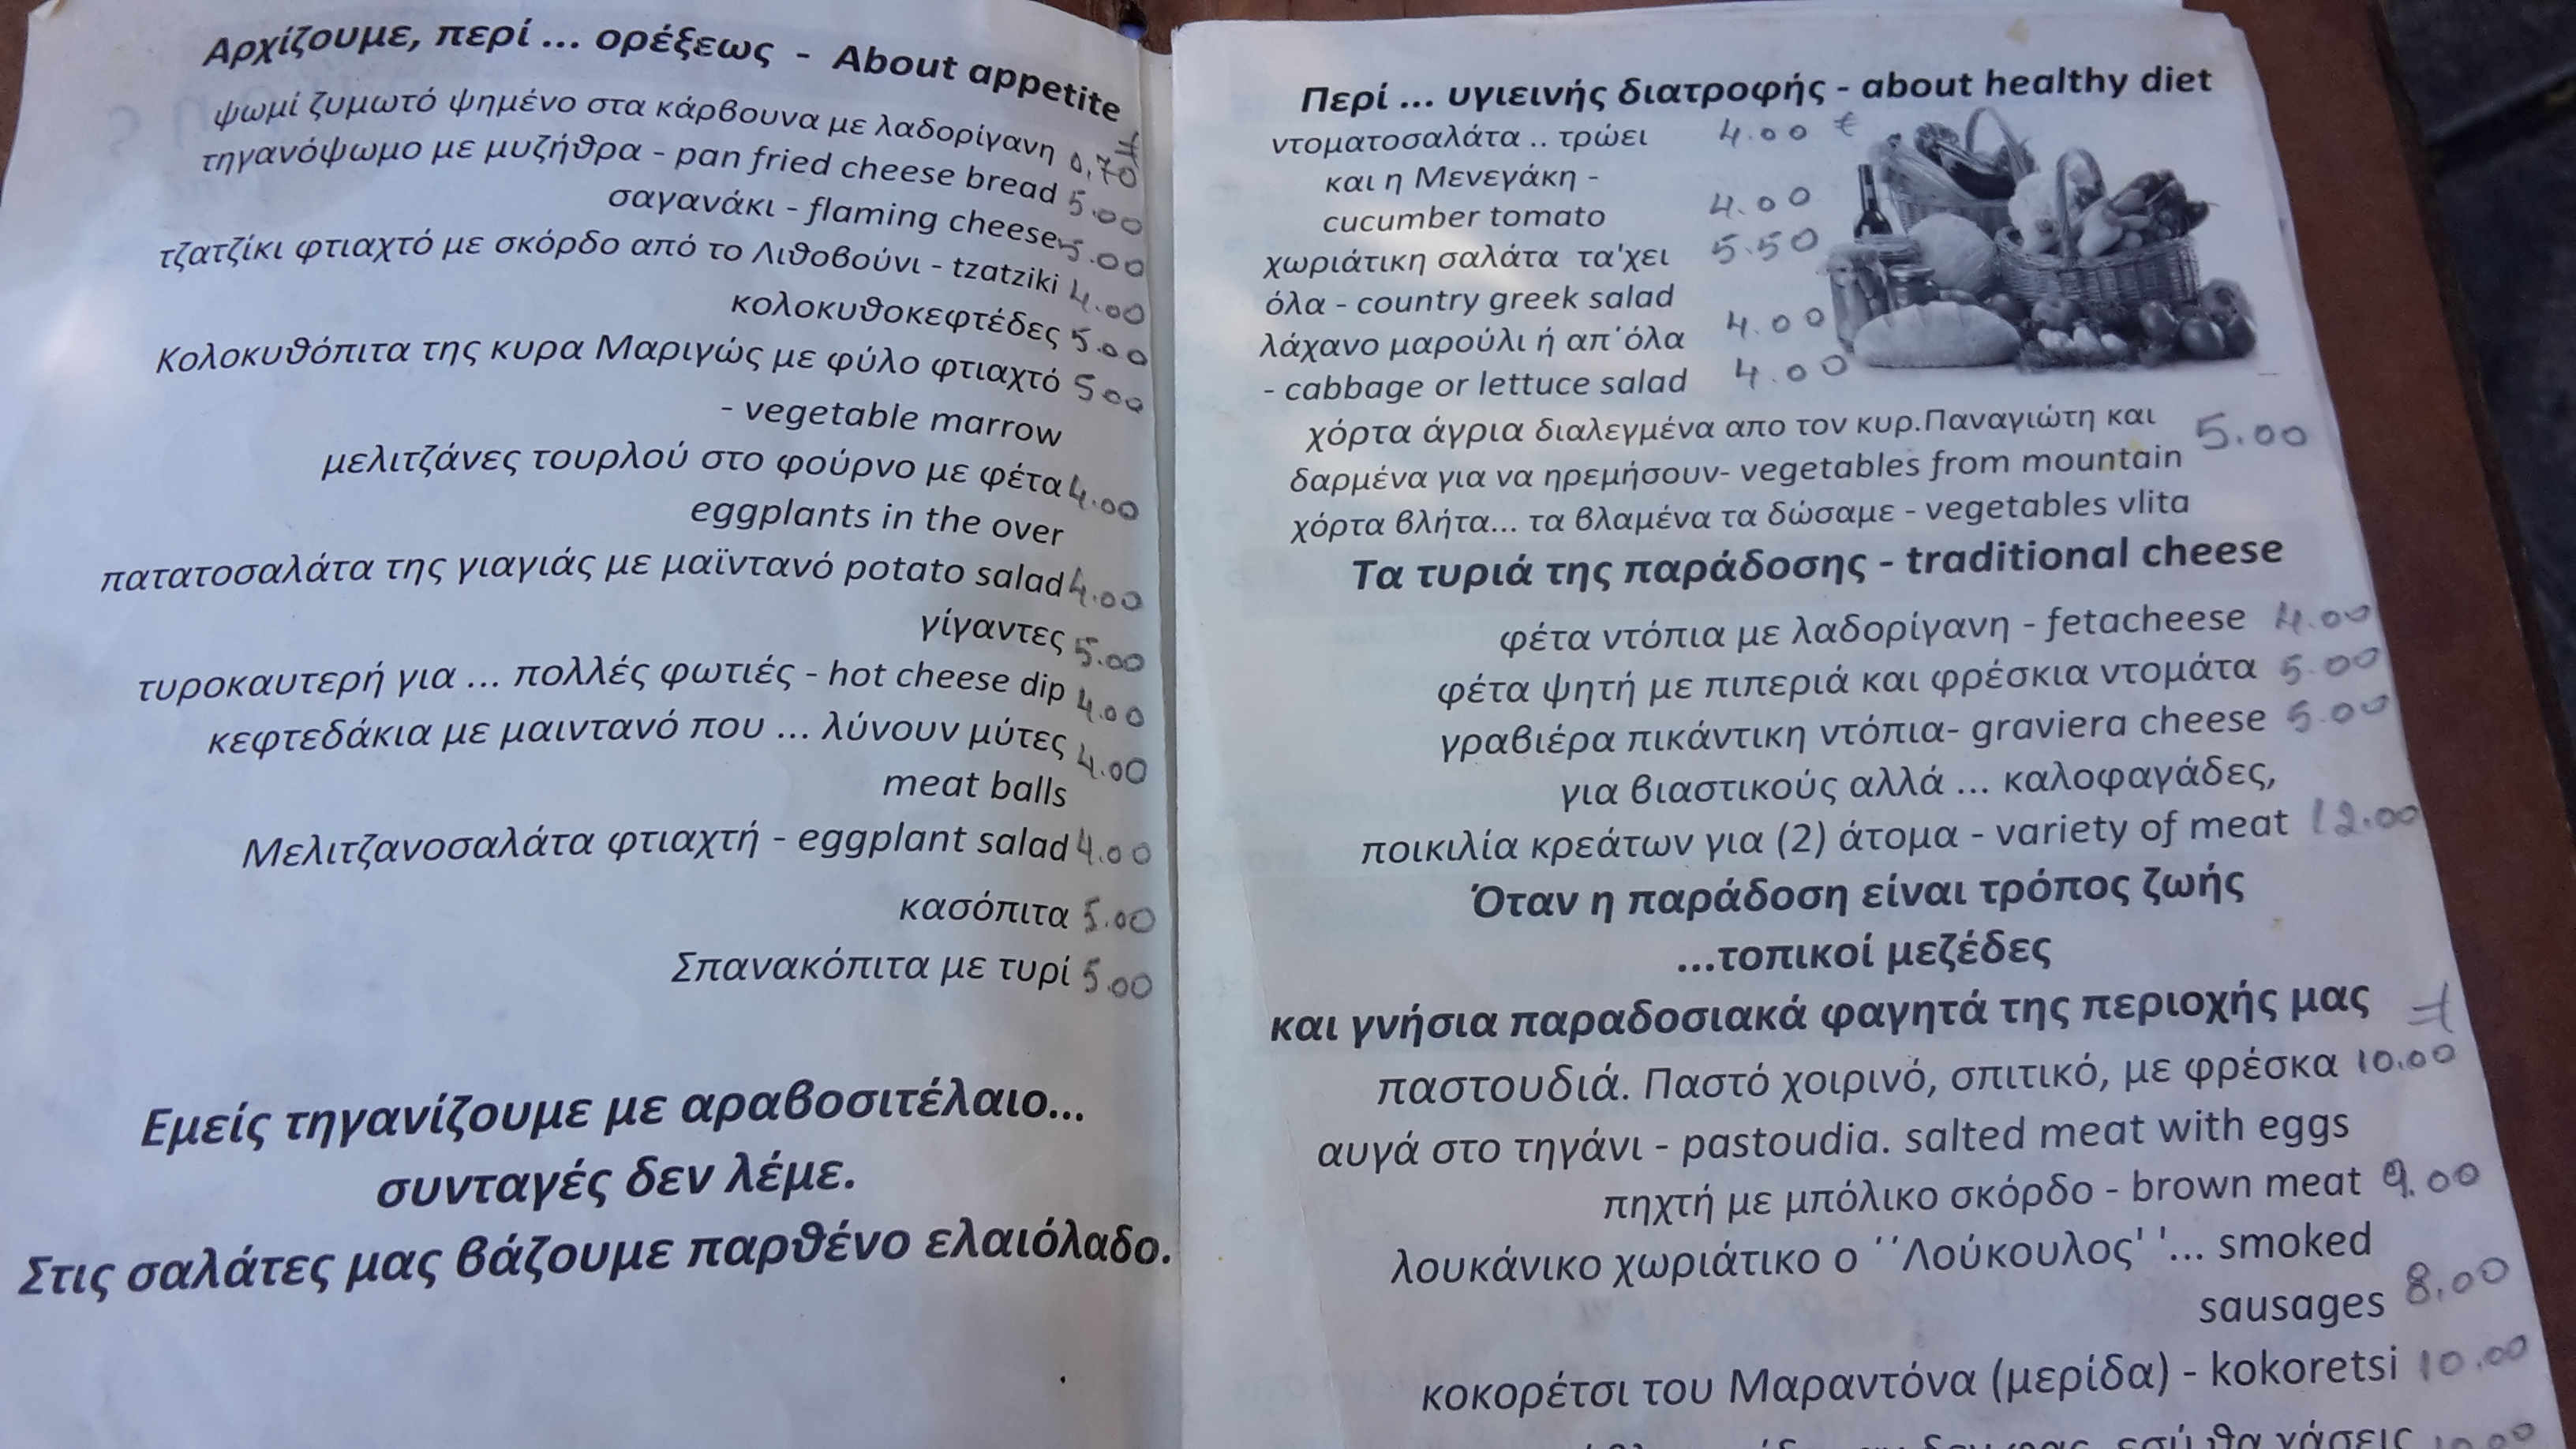 Αρχίζουμε, περί ... ορέξεως - About appetite
€
ψωμί ζυμωτό ψημένο στα κάρβουνα με λαδορίγανη 0,70
τηγανόψωμο με μυζήθρα - pan fried cheese bread 5.00
σαγανάκι - flaming cheese 5.00
τζατζίκι φτιαχτό με σκόρδο από το Λιθοβούνι - tzatziki 4.00
κολοκυθοκεφτέδες 5.00
Κολοκυθόπιτα της κυρα Μαριγώς με φύλο φτιαχτό 5 00
- vegetable marrow
μελιτζάνες τουρλού στο φούρνο με φέτα 4.00
eggplants in the over
πατατοσαλάτα της γιαγιάς με μαϊντανό potato salad 4.00
γίγαντες 5.00
τυροκαυτερή για ... πολλές φωτιές - hot cheese dip 4.00
κεφτεδάκια με μαιντανό που ... λύνουν μύτες 4.00
meat balls
Μελιτζανοσαλάτα φτιαχτή - eggplant salad 4.00
κασόπιτα 5.00
Σπανακόπιτα με τυρί 5.00
Εμείς τηγανίζουμε με αραβοσιτέλαιο...
συνταγές δεν λέμε.
Στις σαλάτες μας βάζουμε παρθένο ελαιόλαδο.
Περί ... υγιεινής διατροφής - about healthy diet
ντοματοσαλάτα .. τρώει 4.00 €
και η Μενεγάκη -
cucumber tomato 4.00
χωριάτικη σαλάτα τα'χει 5.50
όλα - country greek salad
λάχανο μαρούλι ή απ΄όλα 4.00
- cabbage or lettuce salad 4.00
χόρτα άγρια διαλεγμένα απο τον κυρ.Παναγιώτη και 5.00
δαρμένα για να ηρεμήσουν- vegetables from mountain
χόρτα βλήτα... τα βλαμένα τα δώσαμε - vegetables vlita
Τα τυριά της παράδοσης - traditional cheese
φέτα ντόπια με λαδορίγανη - fetacheese 4.00
φέτα ψητή με πιπεριά και φρέσκια ντομάτα 5.00
γραβιέρα πικάντικη ντόπια- graviera cheese 5.00
για βιαστικούς αλλά ... καλοφαγάδες,
ποικιλία κρεάτων για (2) άτομα - variety of meat 12.00
Όταν η παράδοση είναι τρόπος ζωής
...τοπικοί μεζέδες
και γνήσια παραδοσιακά φαγητά της περιοχής μας €
παστουδιά. Παστό χοιρινό, σπιτικό, με φρέσκα 10.00
αυγά στο τηγάνι - pastoudia. salted meat with eggs
πηχτή με μπόλικο σκόρδο - brown meat 9.00
λουκάνικο χωριάτικο ο ΄΄Λούκουλος' '... smoked
sausages 8.00
κοκορέτσι του Μαραντόνα (μερίδα) - kokoretsi 10.00
εσύ θα χάσεις